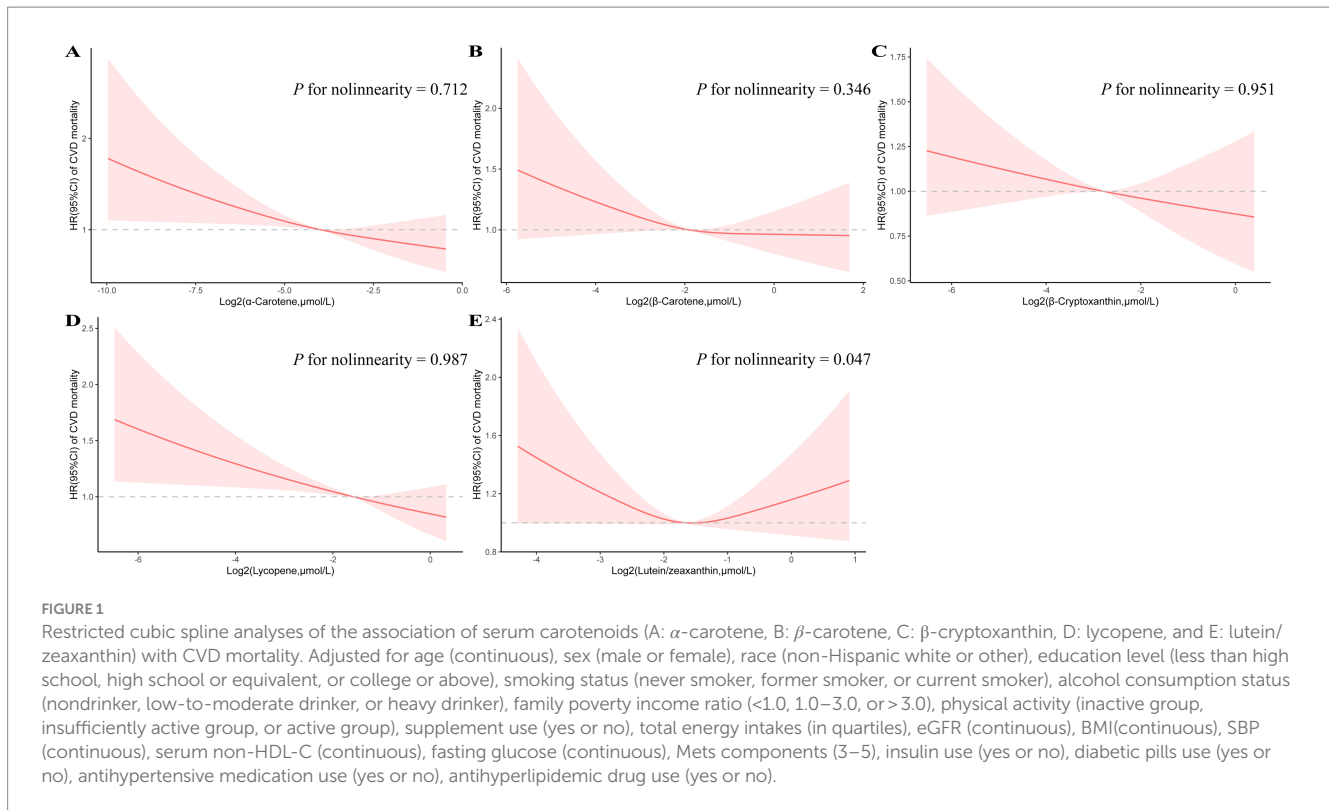 A
P for nolinnearity = 0.712
HR(95%CI) of CVD mortality
2
1
-10.0 -7.5 -5.0 -2.5 0.0
Log2(α-Carotene,μmol/L)
B
P for nolinnearity = 0.346
HR(95%CI) of CVD mortality
2.0
1.5
1.0
-6 -4 -2 0 2
Log2(β-Carotene,μmol/L)
C
P for nolinnearity = 0.951
HR(95%CI) of CVD mortality
1.75
1.50
1.25
1.00
0.75
0.50
-6 -4 -2 0
Log2(β-Cryptoxanthin,μmol/L)
D
P for nolinnearity = 0.987
HR(95%CI) of CVD mortality
2.5
2.0
1.5
1.0
-6 -4 -2 0
Log2(Lycopene,μmol/L)
E
P for nolinnearity = 0.047
HR(95%CI) of CVD mortality
2.4
2.0
1.6
1.2
0.8
-4 -3 -2 -1 0 1
Log2(Lutein/zeaxanthin,μmol/L)
FIGURE 1
Restricted cubic spline analyses of the association of serum carotenoids (A: α-carotene, B: β-carotene, C: β-cryptoxanthin, D: lycopene, and E: lutein/
zeaxanthin) with CVD mortality. Adjusted for age (continuous), sex (male or female), race (non-Hispanic white or other), education level (less than high
school, high school or equivalent, or college or above), smoking status (never smoker, former smoker, or current smoker), alcohol consumption status
(nondrinker, low-to-moderate drinker, or heavy drinker), family poverty income ratio (<1.0, 1.0–3.0, or > 3.0), physical activity (inactive group,
insufficiently active group, or active group), supplement use (yes or no), total energy intakes (in quartiles), eGFR (continuous), BMI(continuous), SBP
(continuous), serum non-HDL-C (continuous), fasting glucose (continuous), Mets components (3–5), insulin use (yes or no), diabetic pills use (yes or
no), antihypertensive medication use (yes or no), antihyperlipidemic drug use (yes or no).